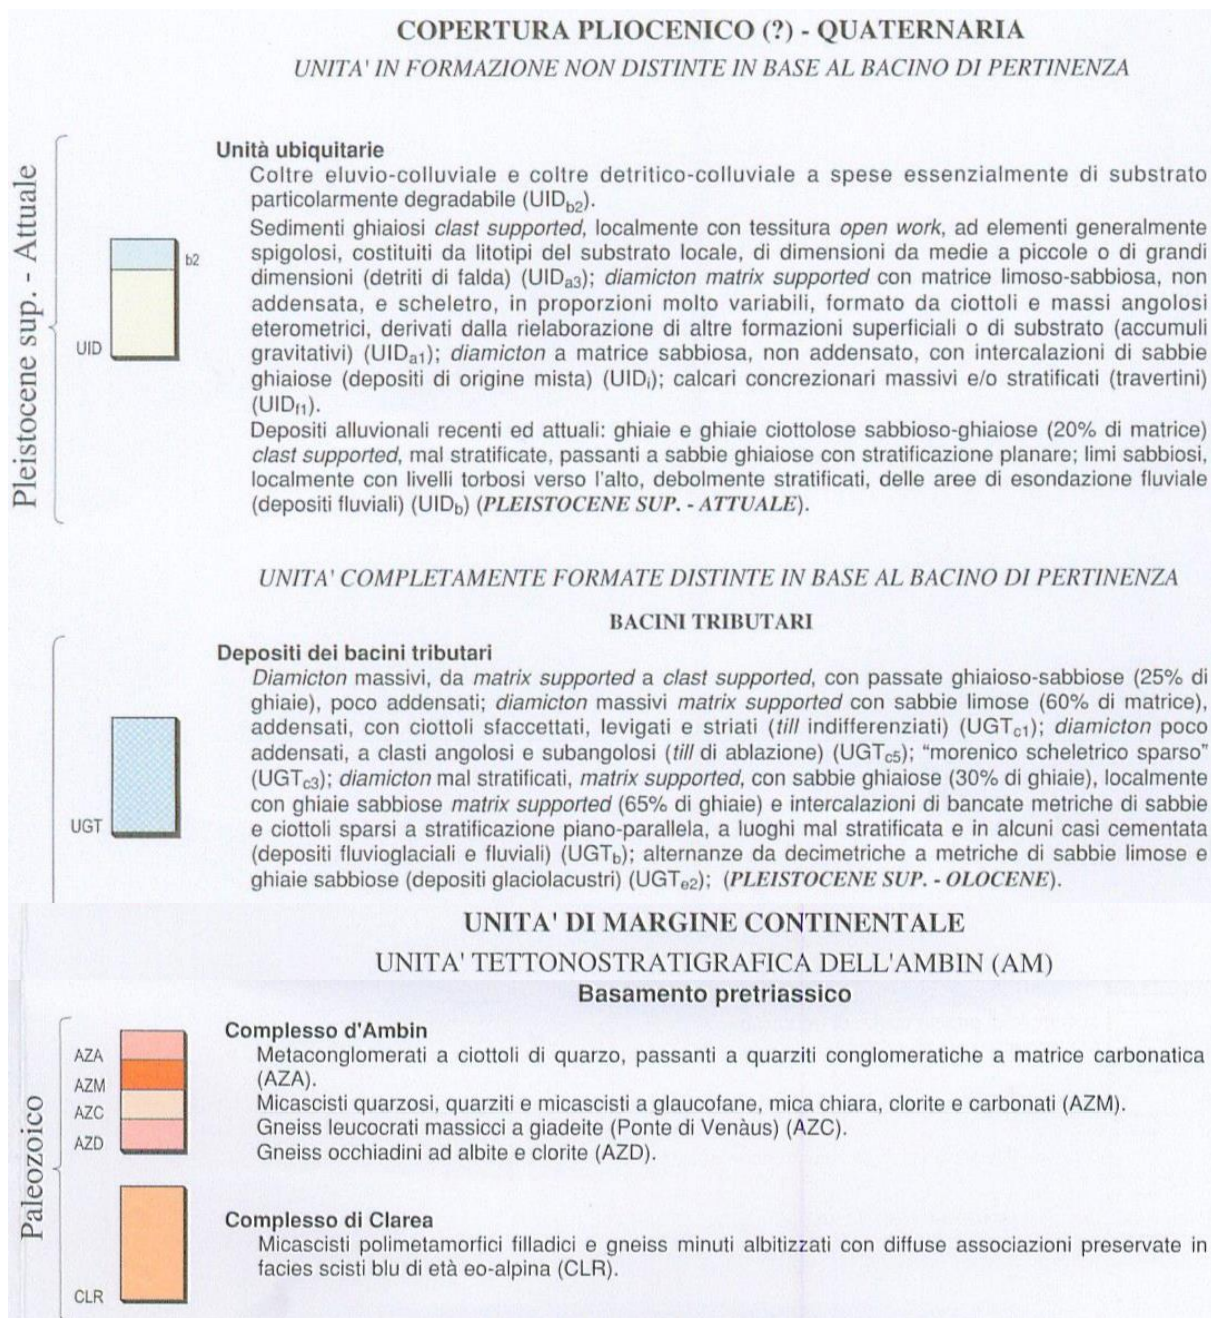 COPERTURA PLIOCENICO (?) - QUATERNARIA
UNITA' IN FORMAZIONE NON DISTINTE IN BASE AL BACINO DI PERTINENZA
Pleistocene sup. - Attuale
b2
UID
Unità ubiquitarie
Coltre eluvio-colluviale e coltre detritico-colluviale a spese essenzialmente di substrato
particolarmente degradabile (UIDb2).
Sedimenti ghiaiosi clast supported, localmente con tessitura open work, ad elementi generalmente
spigolosi, costituiti da litotipi del substrato locale, di dimensioni da medie a piccole o di grandi
dimensioni (detriti di falda) (UIDa3); diamicton matrix supported con matrice limoso-sabbiosa, non
addensata, e scheletro, in proporzioni molto variabili, formato da ciottoli e massi angolosi
eterometrici, derivati dalla rielaborazione di altre formazioni superficiali o di substrato (accumuli
gravitativi) (UIDa1); diamicton a matrice sabbiosa, non addensato, con intercalazioni di sabbie
ghiaiose (depositi di origine mista) (UIDi); calcari concrezionari massivi e/o stratificati (travertini)
(UIDf1).
Depositi alluvionali recenti ed attuali: ghiaie e ghiaie ciottolose sabbioso-ghiaiose (20% di matrice)
clast supported, mal stratificate, passanti a sabbie ghiaiose con stratificazione planare; limi sabbiosi,
localmente con livelli torbosi verso l'alto, debolmente stratificati, delle aree di esondazione fluviale
(depositi fluviali) (UIDb) (PLEISTOCENE SUP. - ATTUALE).
UNITA' COMPLETAMENTE FORMATE DISTINTE IN BASE AL BACINO DI PERTINENZA
BACINI TRIBUTARI
UGT
Depositi dei bacini tributari
Diamicton massivi, da matrix supported a clast supported, con passate ghiaioso-sabbiose (25% di
ghiaie), poco addensati; diamicton massivi matrix supported con sabbie limose (60% di matrice),
addensati, con ciottoli sfaccettati, levigati e striati (till indifferenziati) (UGTc1); diamicton poco
addensati, a clasti angolosi e subangolosi (till di ablazione) (UGTc5); “morenico scheletrico sparso”
(UGTc3); diamicton mal stratificati, matrix supported, con sabbie ghiaiose (30% di ghiaie), localmente
con ghiaie sabbiose matrix supported (65% di ghiaie) e intercalazioni di bancate metriche di sabbie
e ciottoli sparsi a stratificazione piano-parallela, a luoghi mal stratificata e in alcuni casi cementata
(depositi fluvioglaciali e fluviali) (UGTb); alternanze da decimetriche a metriche di sabbie limose e
ghiaie sabbiose (depositi glaciolacustri) (UGTe2); (PLEISTOCENE SUP. - OLOCENE).
UNITA' DI MARGINE CONTINENTALE
UNITA' TETTONOSTRATIGRAFICA DELL'AMBIN (AM)
Basamento pretriassico
Paleozoico
AZA
AZM
AZC
AZD
Complesso d'Ambin
Metaconglomerati a ciottoli di quarzo, passanti a quarziti conglomeratiche a matrice carbonatica
(AZA).
Micascisti quarzosi, quarziti e micascisti a glaucofane, mica chiara, clorite e carbonati (AZM).
Gneiss leucocrati massicci a giadeite (Ponte di Venàus) (AZC).
Gneiss occhiadini ad albite e clorite (AZD).
CLR
Complesso di Clarea
Micascisti polimetamorfici filladici e gneiss minuti albitizzati con diffuse associazioni preservate in
facies scisti blu di età eo-alpina (CLR).